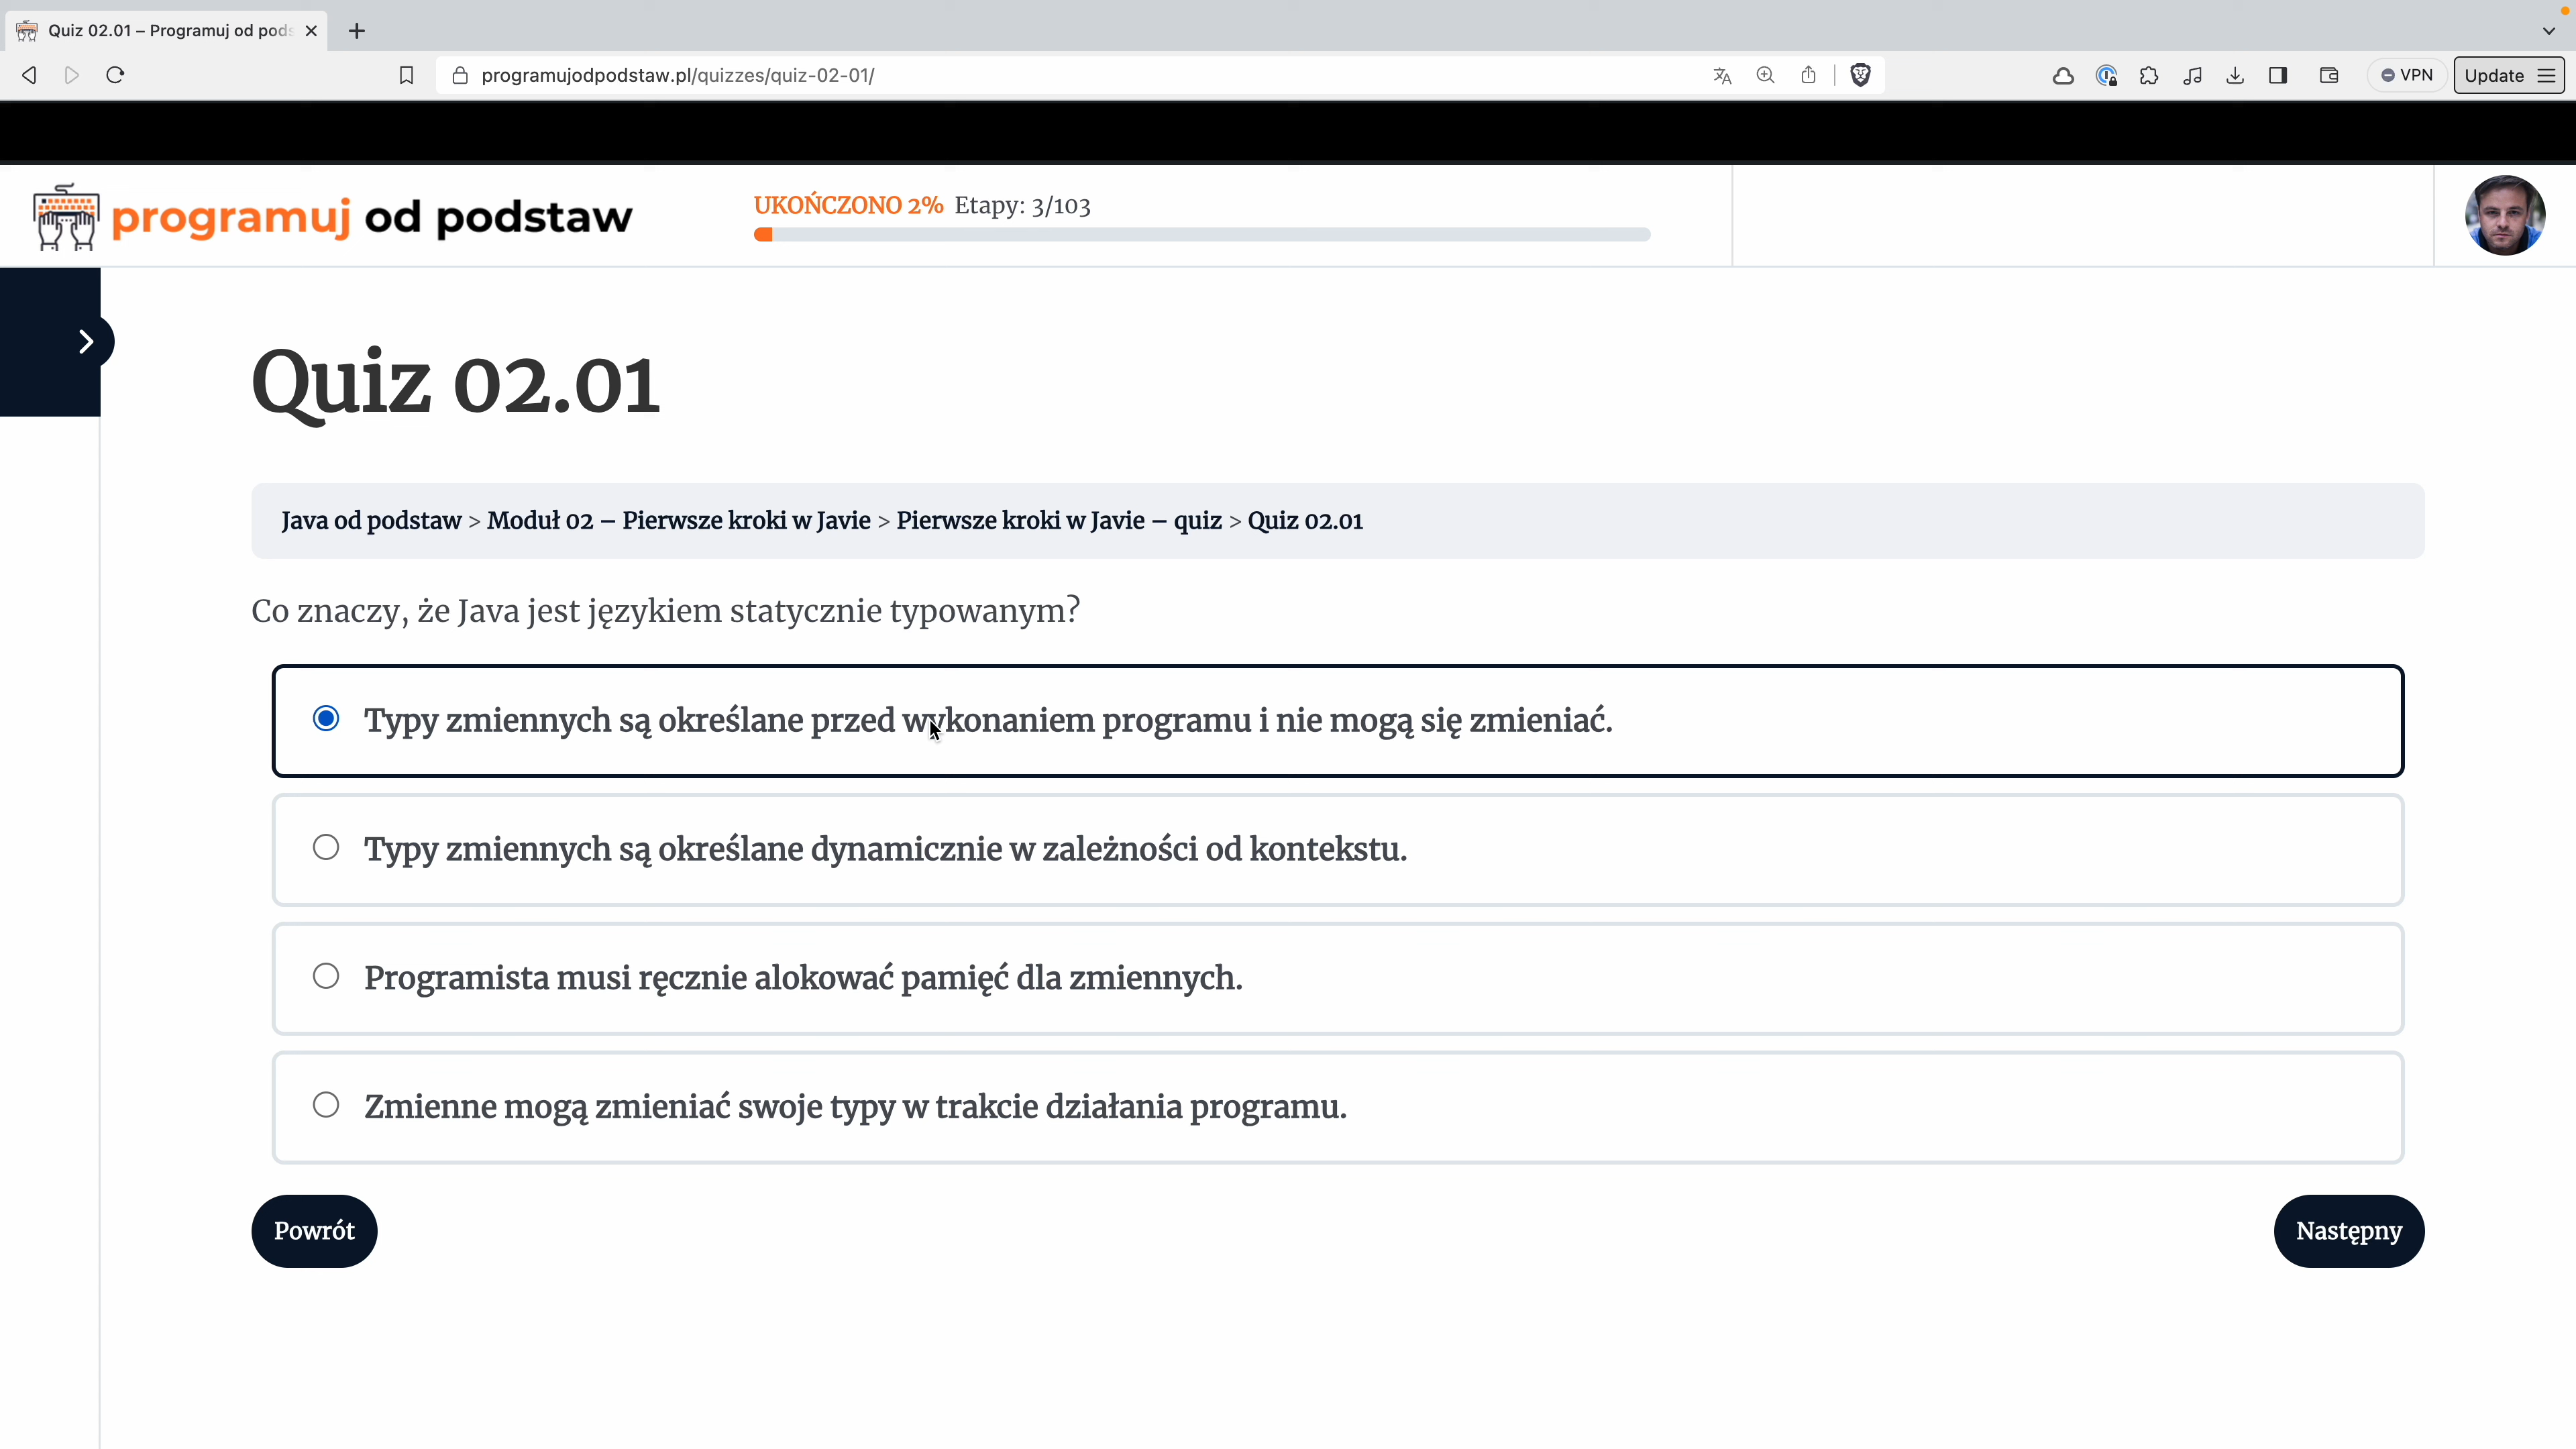 Quiz 02.01 – Programuj od pods
programujodpodstaw.pl/quizzes/quiz-02-01/
VPN
Update
programuj od podstaw
UKOŃCZONO 2% Etapy: 3/103
Quiz 02.01
Java od podstaw > Moduł 02 – Pierwsze kroki w Javie > Pierwsze kroki w Javie – quiz > Quiz 02.01
Co znaczy, że Java jest językiem statycznie typowanym?
Typy zmiennych są określane przed wykonaniem programu i nie mogą się zmieniać.
Typy zmiennych są określane dynamicznie w zależności od kontekstu.
Programista musi ręcznie alokować pamięć dla zmiennych.
Zmienne mogą zmieniać swoje typy w trakcie działania programu.
Powrót
Następny